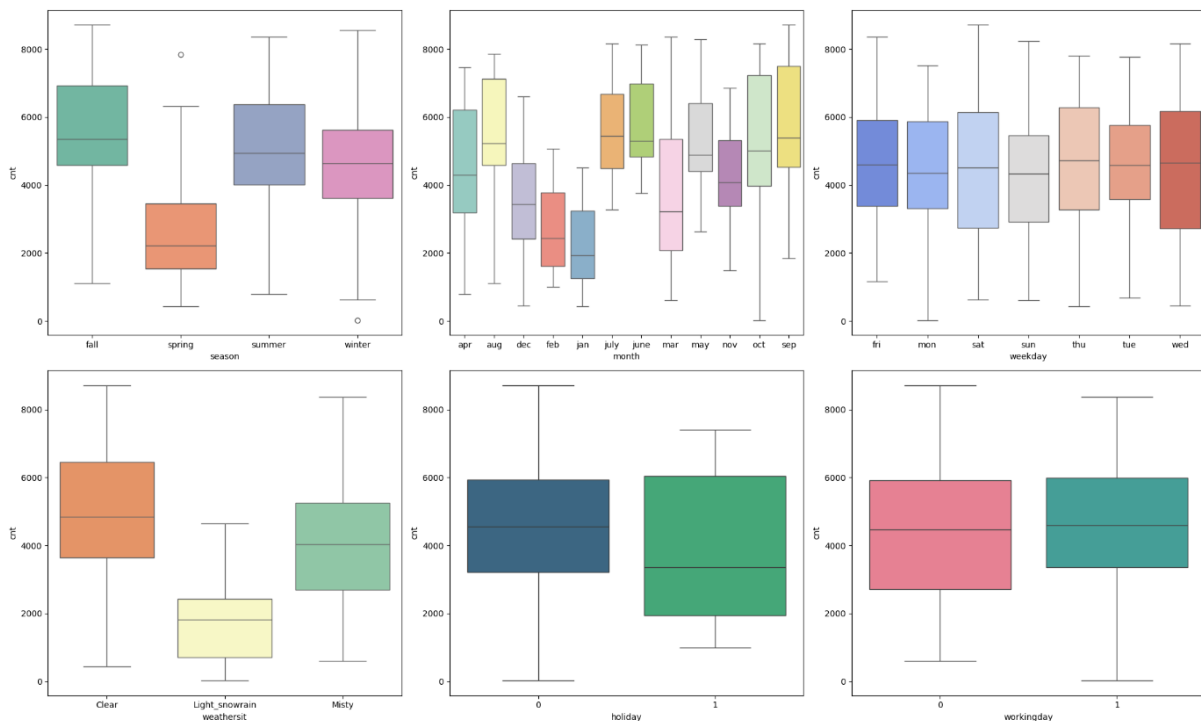 8000
6000
4000
2000
0
cnt
fall spring summer winter
season
8000
6000
4000
2000
0
cnt
apr aug dec feb jan july june mar may nov oct sep
month
8000
6000
4000
2000
0
cnt
fri mon sat sun thu tue wed
weekday
8000
6000
4000
2000
0
cnt
Clear Light_snowrain Misty
weathersit
8000
6000
4000
2000
0
cnt
0 1
holiday
8000
6000
4000
2000
0
cnt
0 1
workingday